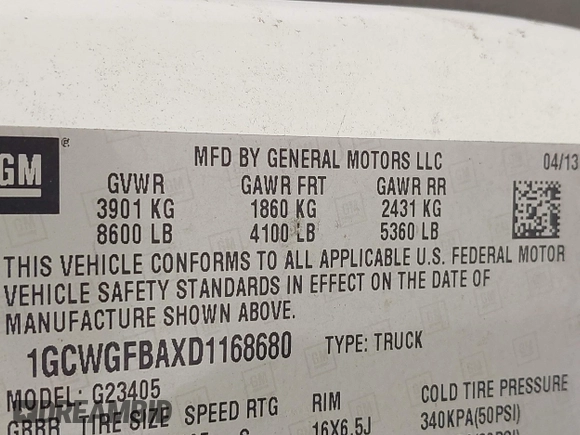 MFD BY GENERAL MOTORS LLC 04/13
GM
GVWR GAWR FRT GAWR RR
3901 KG 1860 KG 2431 KG
8600 LB 4100 LB 5360 LB
THIS VEHICLE CONFORMS TO ALL APPLICABLE U.S. FEDERAL MOTOR
VEHICLE SAFETY STANDARDS IN EFFECT ON THE DATE OF
MANUFACTURE SHOWN ABOVE.
1GCWGFBAXD1168680 TYPE: TRUCK
MODEL: G23405
TIRE SIZE SPEED RTG RIM COLD TIRE PRESSURE
16X6.5J 340KPA(50PSI)
DREAMBID